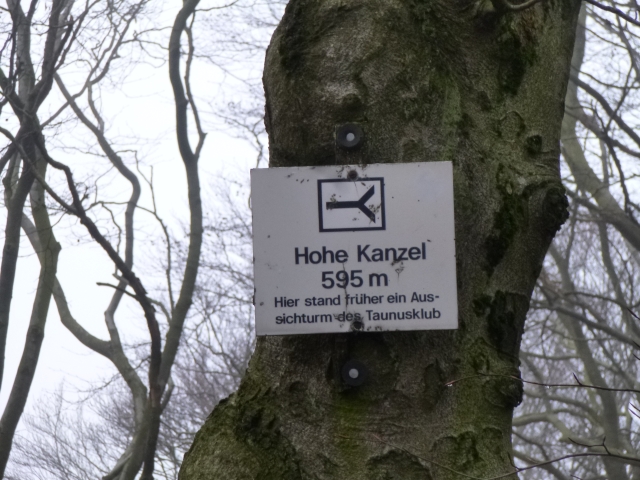 Hohe Kanzel
595 m
Hier stand früher ein Aus-
sichturm des Taunusklub